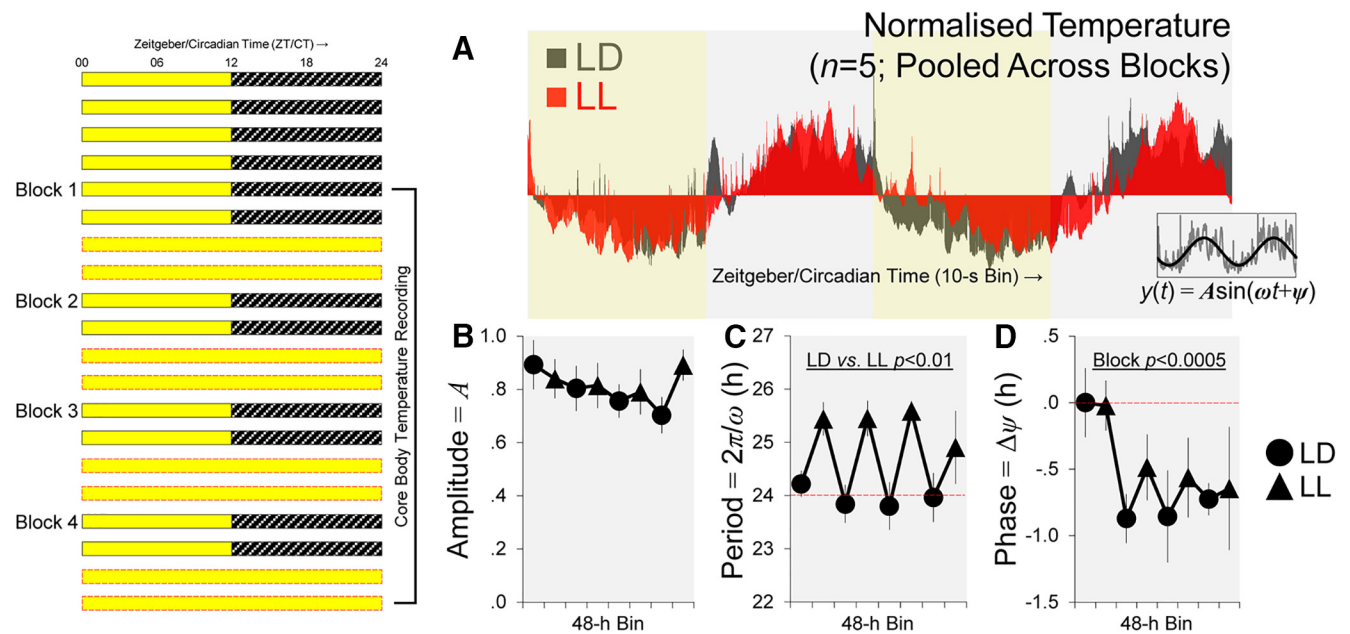 Zeitgeber/Circadian Time (ZT/CT) →
00 06 12 18 24
Block 1
Block 2
Block 3
Block 4
Core Body Temperature Recording
A
Normalised Temperature
(n=5; Pooled Across Blocks)
LD
LL
Zeitgeber/Circadian Time (10-s Bin) →
y(t) = Asin(ωt+ψ)
B
Amplitude = A
1.0
.8
.6
.4
.2
.0
48-h Bin
C
Period = 2π/ω (h)
27
26
25
24
23
22
LD vs. LL p<0.01
48-h Bin
D
Phase = Δψ (h)
.5
.0
-.5
-1.0
-1.5
Block p<0.0005
48-h Bin
LD
LL